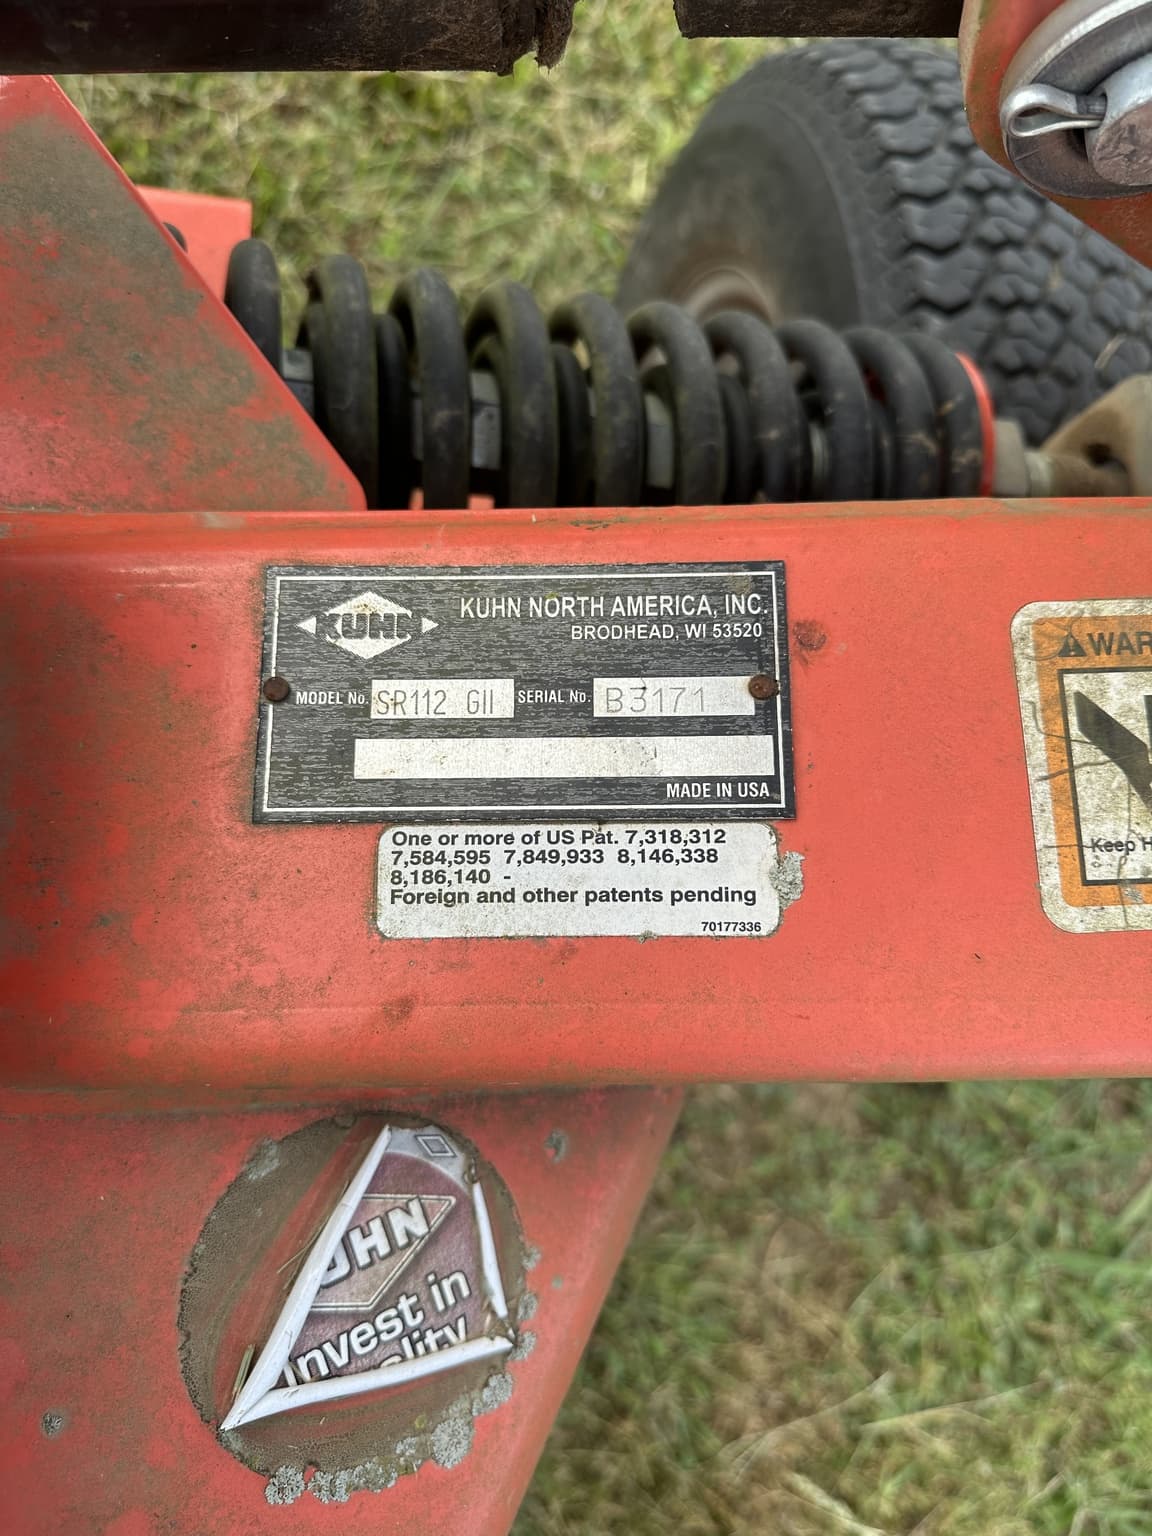 KUHN
KUHN NORTH AMERICA, INC.
BRODHEAD, WI 53520
MODEL No. SR112 GII SERIAL No. B3171
MADE IN USA
One or more of US Pat. 7,318,312
7,584,595 7,849,933 8,146,338
8,186,140 -
Foreign and other patents pending
70177336
Keep
UHN
invest in